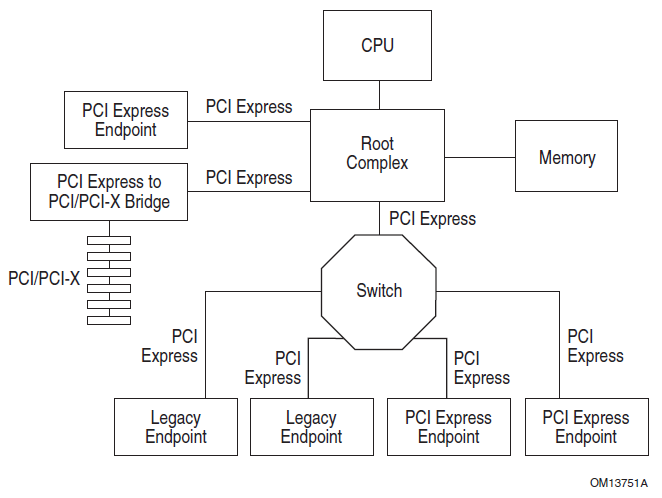 CPU
PCI Express
Endpoint
PCI Express
Root
Complex
Memory
PCI Express to
PCI/PCI-X Bridge
PCI Express
PCI Express
PCI/PCI-X
Switch
PCI
Express
PCI
Express
PCI
Express
PCI
Express
Legacy
Endpoint
Legacy
Endpoint
PCI Express
Endpoint
PCI Express
Endpoint
OM13751A